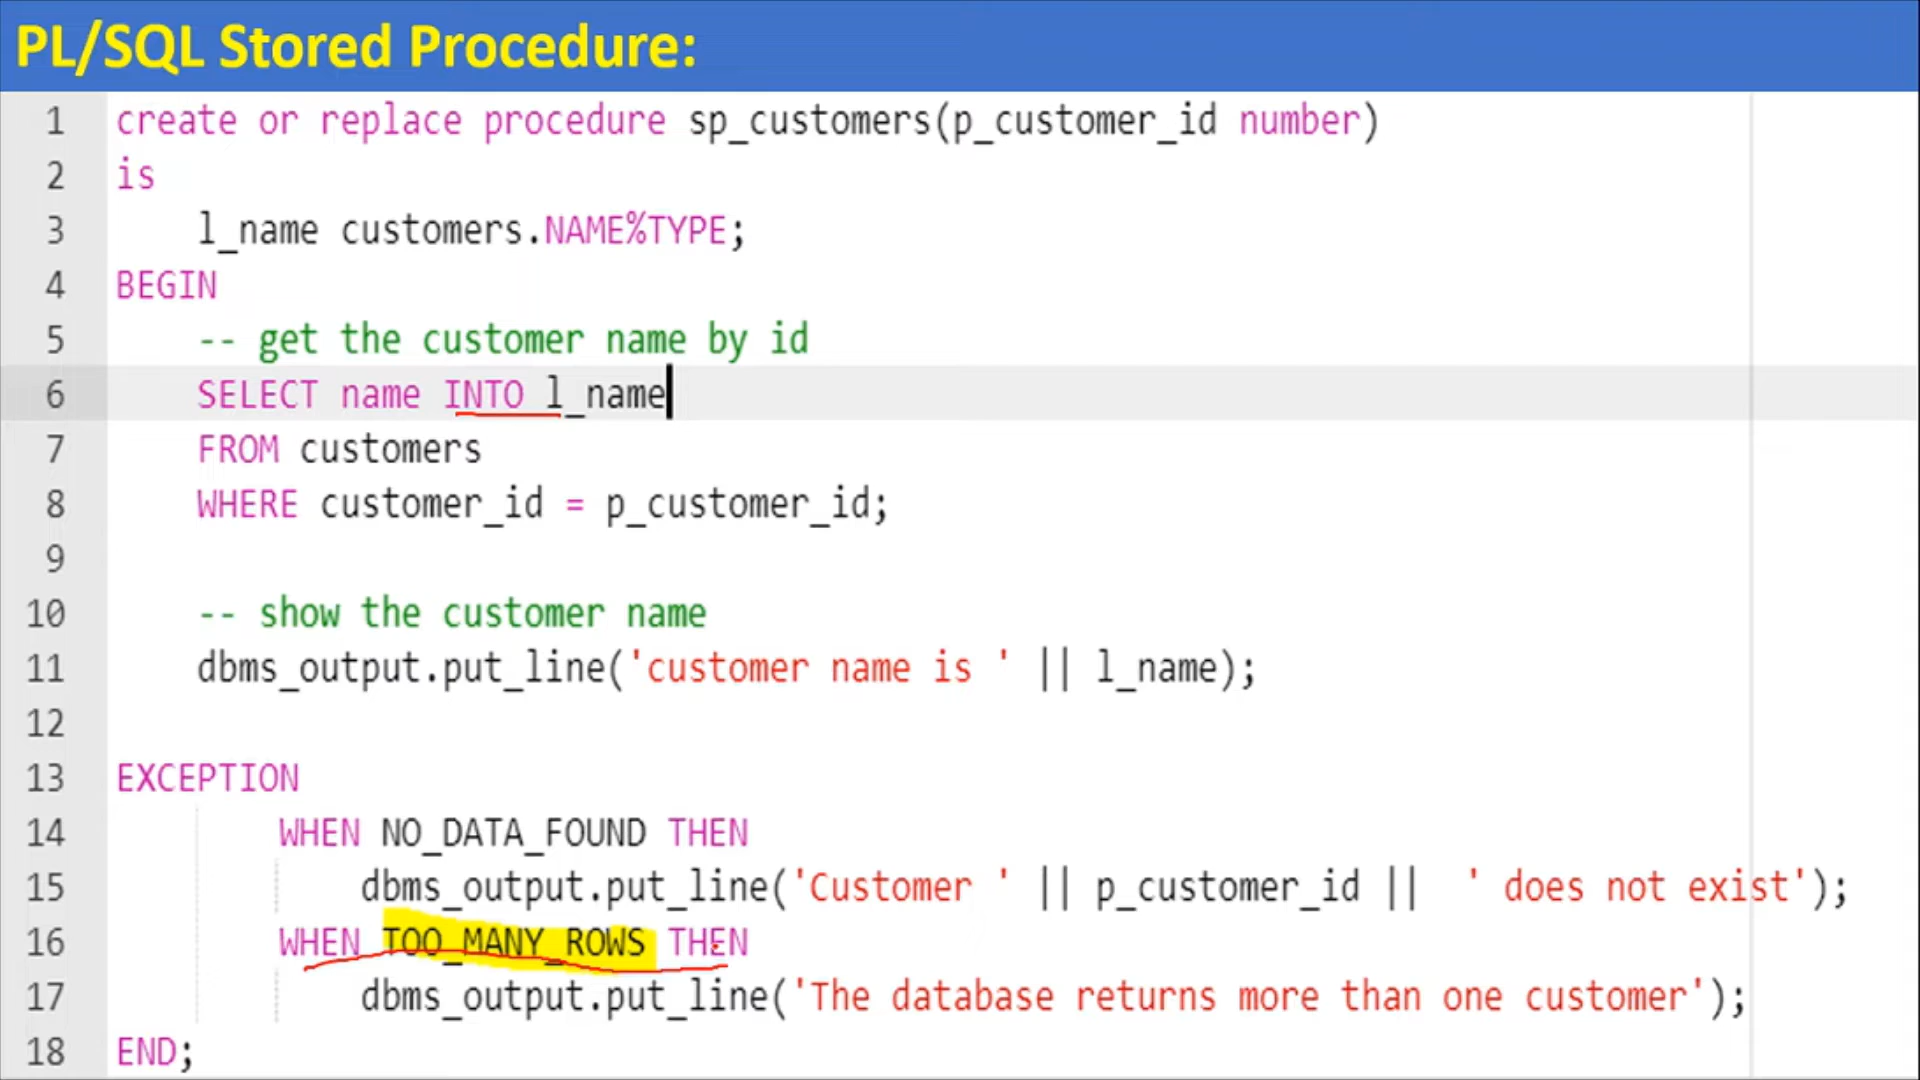 PL/SQL Stored Procedure:
1 create or replace procedure sp_customers(p_customer_id number)
2 is
3 l_name customers.NAME%TYPE;
4 BEGIN
5 -- get the customer name by id
6 SELECT name INTO l_name
7 FROM customers
8 WHERE customer_id = p_customer_id;
9
10 -- show the customer name
11 dbms_output.put_line('customer name is ' || l_name);
12
13 EXCEPTION
14 WHEN NO_DATA_FOUND THEN
15 dbms_output.put_line('Customer ' || p_customer_id || ' does not exist');
16 WHEN TOO_MANY_ROWS THEN
17 dbms_output.put_line('The database returns more than one customer');
18 END;